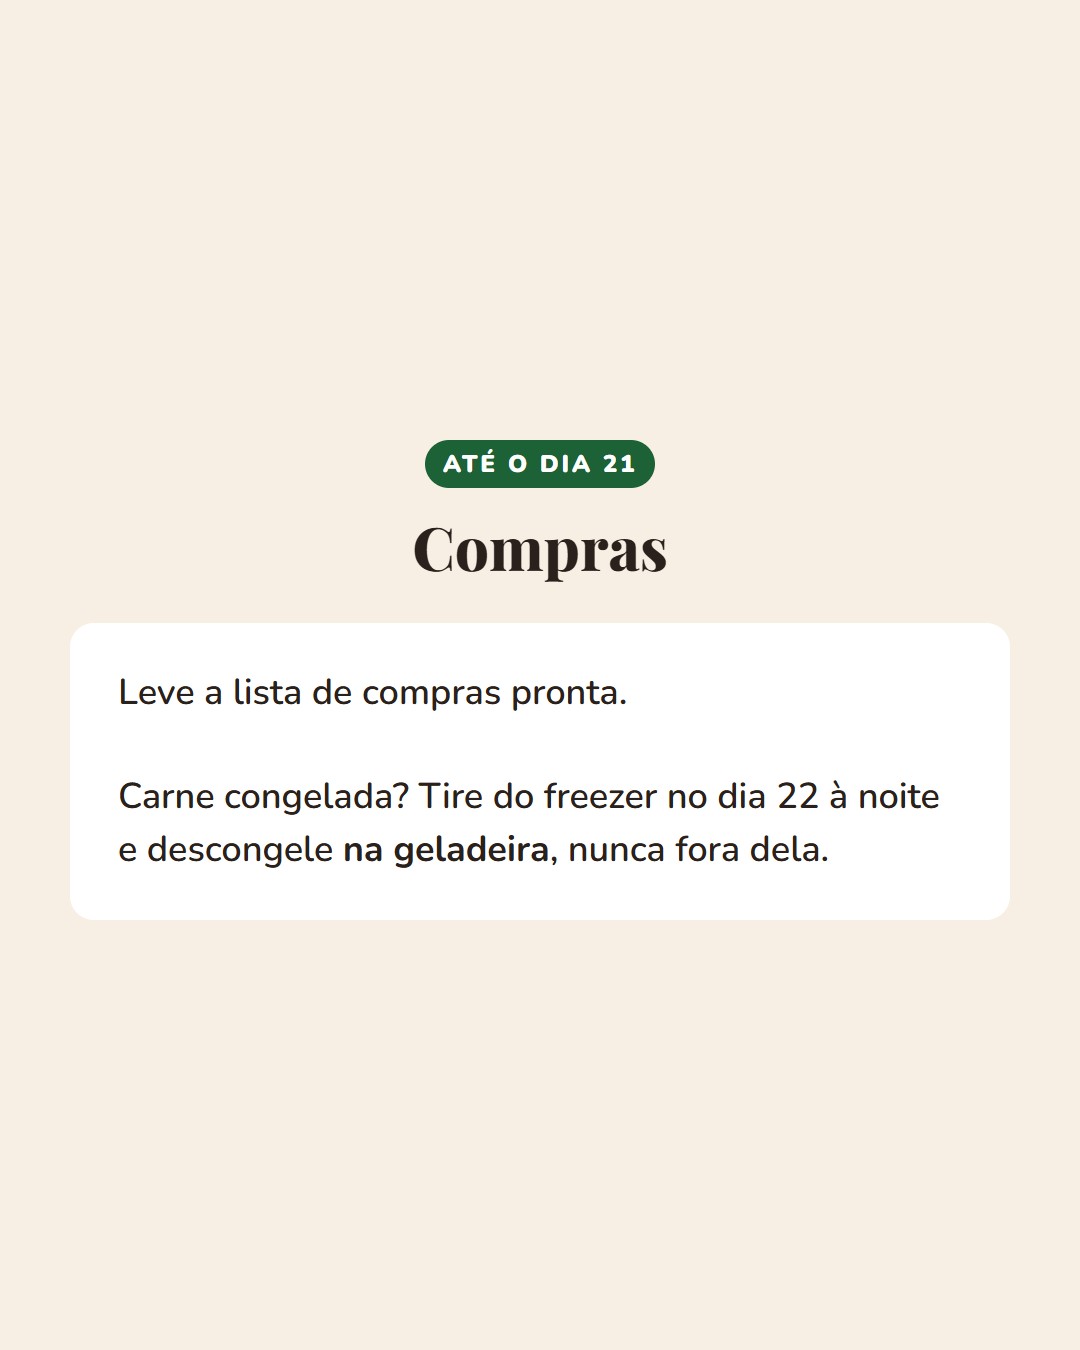 ATÉ O DIA 21
Compras
Leve a lista de compras pronta.
Carne congelada? Tire do freezer no dia 22 à noite
e descongele na geladeira, nunca fora dela.